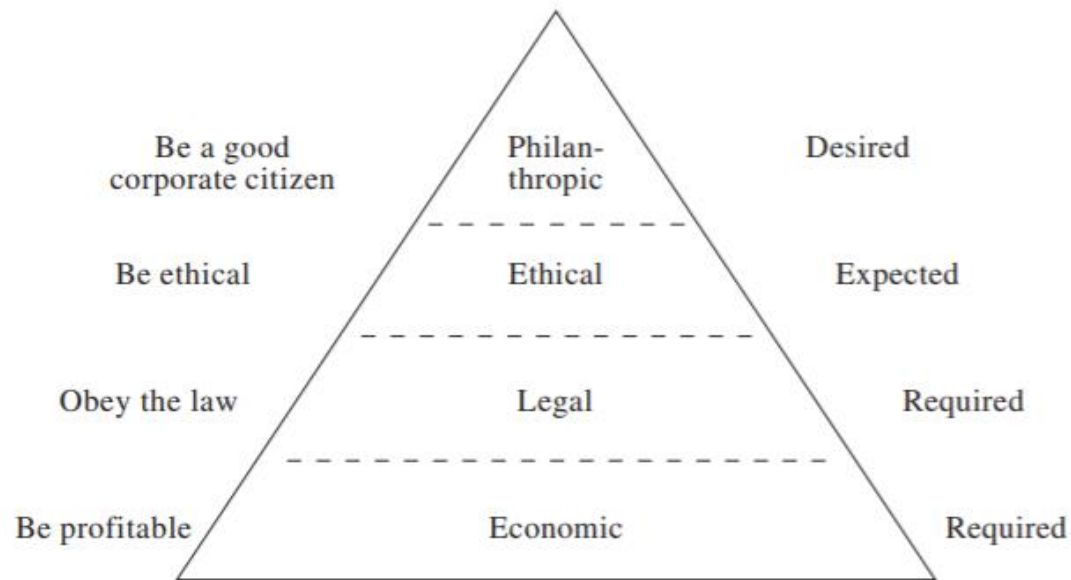 Be a good
corporate citizen
Philan-
thropic
Desired
Be ethical
Ethical
Expected
Obey the law
Legal
Required
Be profitable
Economic
Required